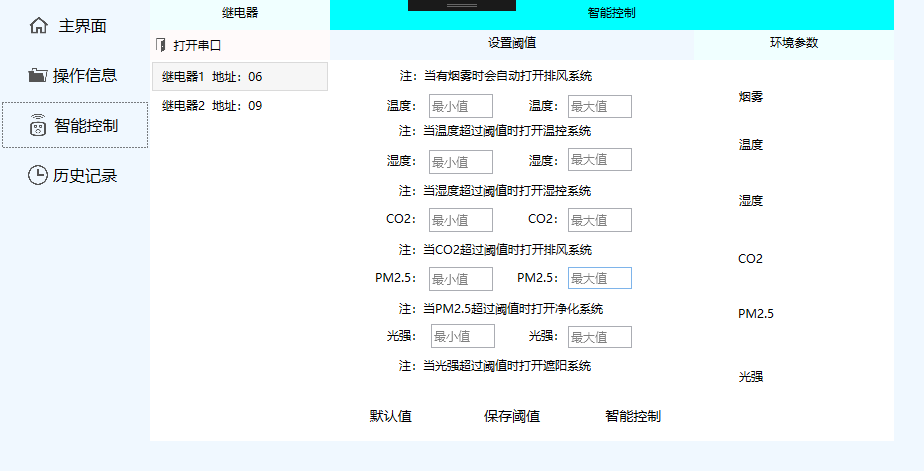 主界面
操作信息
智能控制
历史记录
继电器
打开串口
继电器1 地址：06
继电器2 地址：09
智能控制
设置阈值
注：当有烟雾时会自动打开排风系统
温度： 最小值 温度： 最大值
注：当温度超过阈值时打开温控系统
湿度： 最小值 湿度： 最大值
注：当湿度超过阈值时打开湿控系统
CO2： 最小值 CO2： 最大值
注：当CO2超过阈值时打开排风系统
PM2.5： 最小值 PM2.5： 最大值
注：当PM2.5超过阈值时打开净化系统
光强： 最小值 光强： 最大值
注：当光强超过阈值时打开遮阳系统
默认值 保存阈值 智能控制
环境参数
烟雾
温度
湿度
CO2
PM2.5
光强